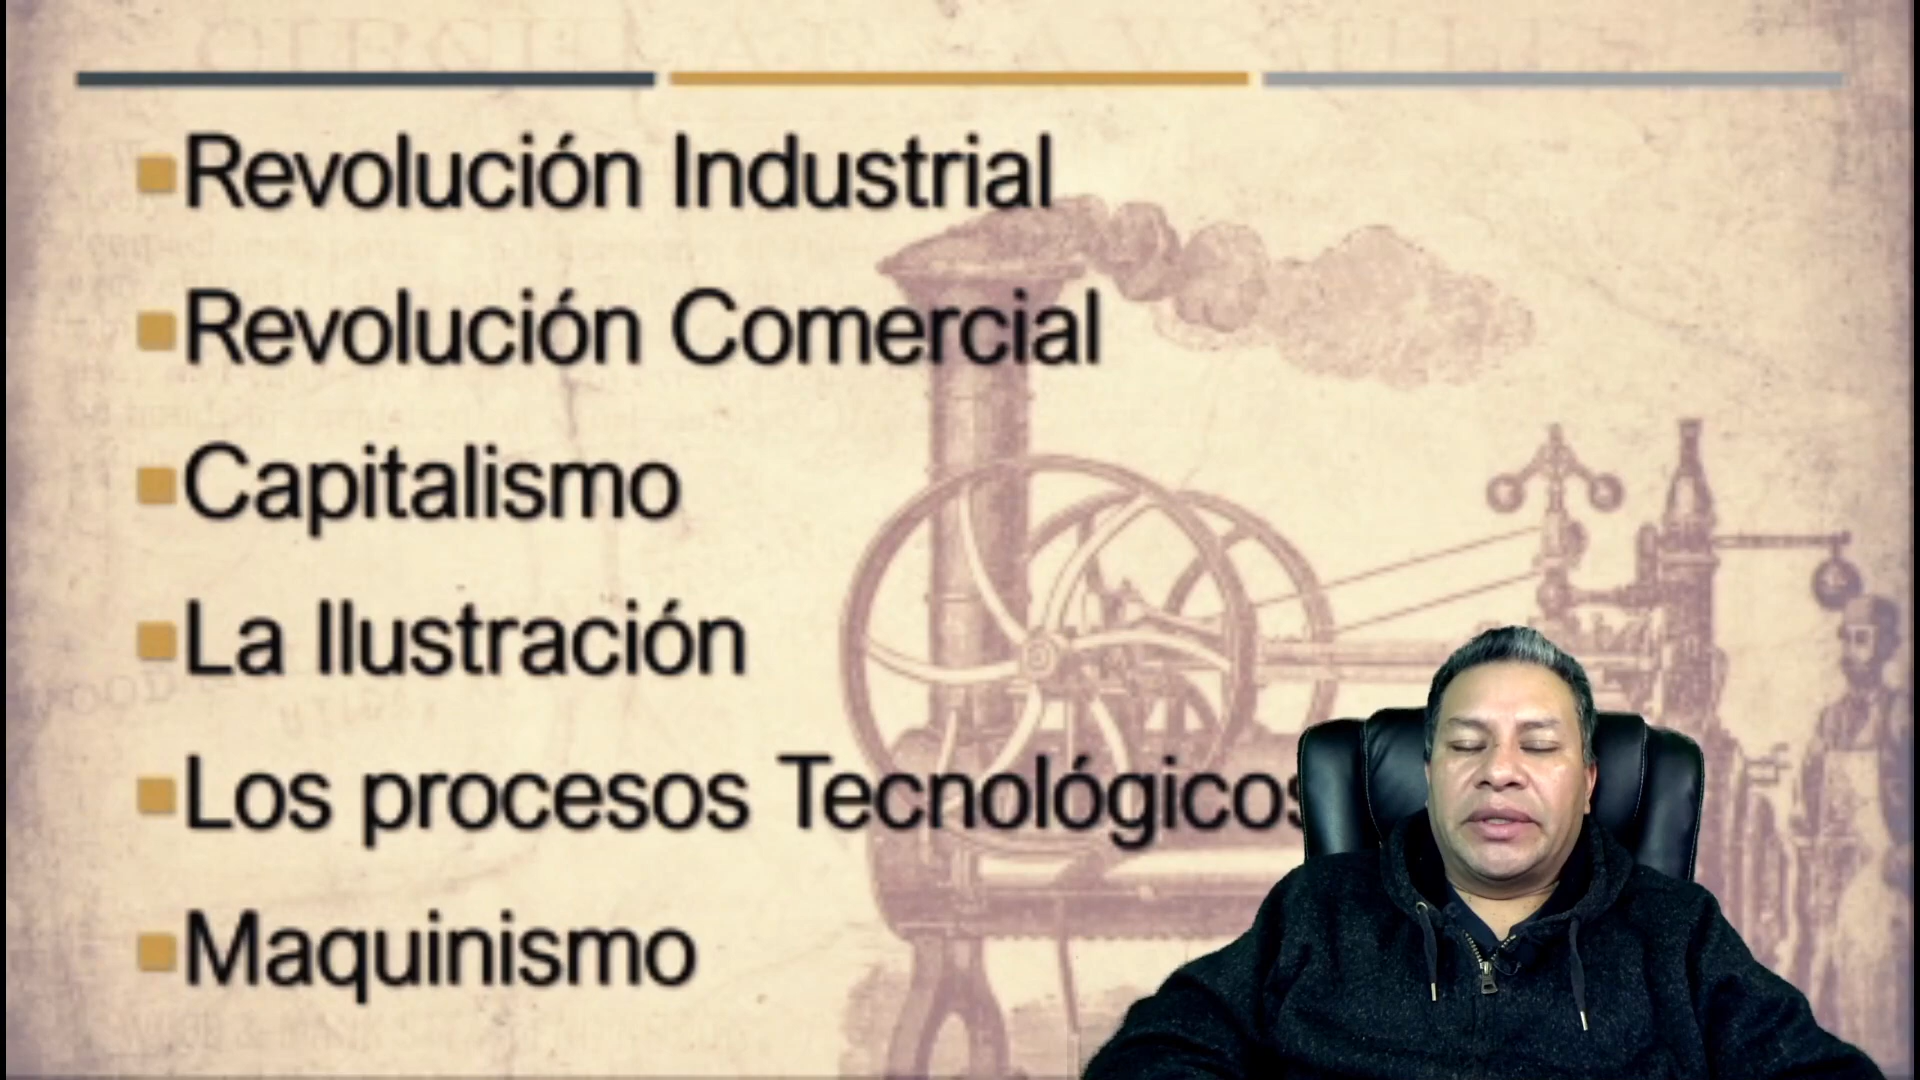 Revolución Industrial
Revolución Comercial
Capitalismo
La Ilustración
Los procesos Tecnológicos
Maquinismo